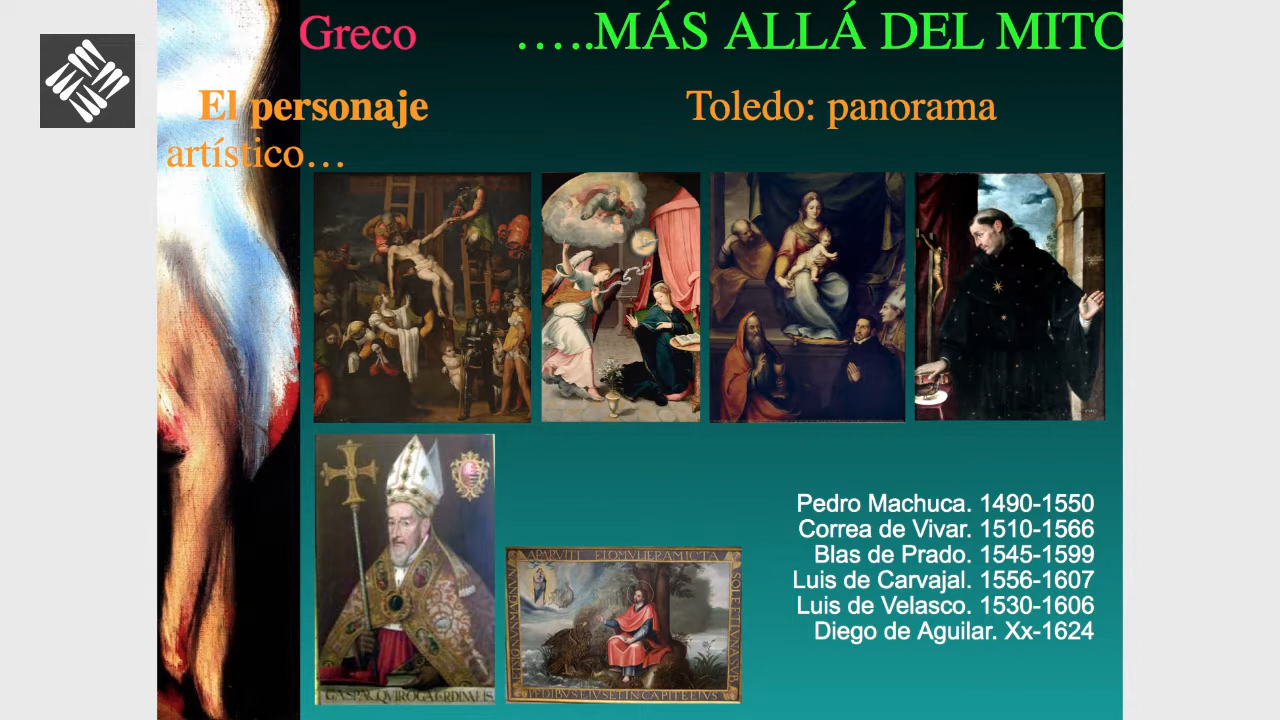 Greco …..MÁS ALLÁ DEL MITO
El personaje Toledo: panorama
artístico…
Pedro Machuca. 1490-1550
Correa de Vivar. 1510-1566
Blas de Prado. 1545-1599
Luis de Carvajal. 1556-1607
Luis de Velasco. 1530-1606
Diego de Aguilar. Xx-1624